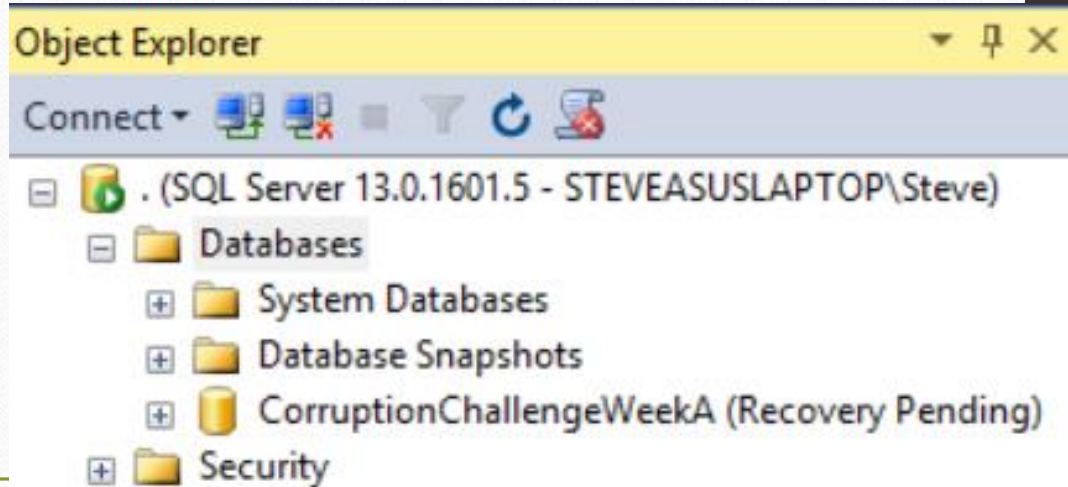 Object Explorer
Connect
. (SQL Server 13.0.1601.5 - STEVEASUSLAPTOP\Steve)
Databases
System Databases
Database Snapshots
CorruptionChallengeWeekA (Recovery Pending)
Security